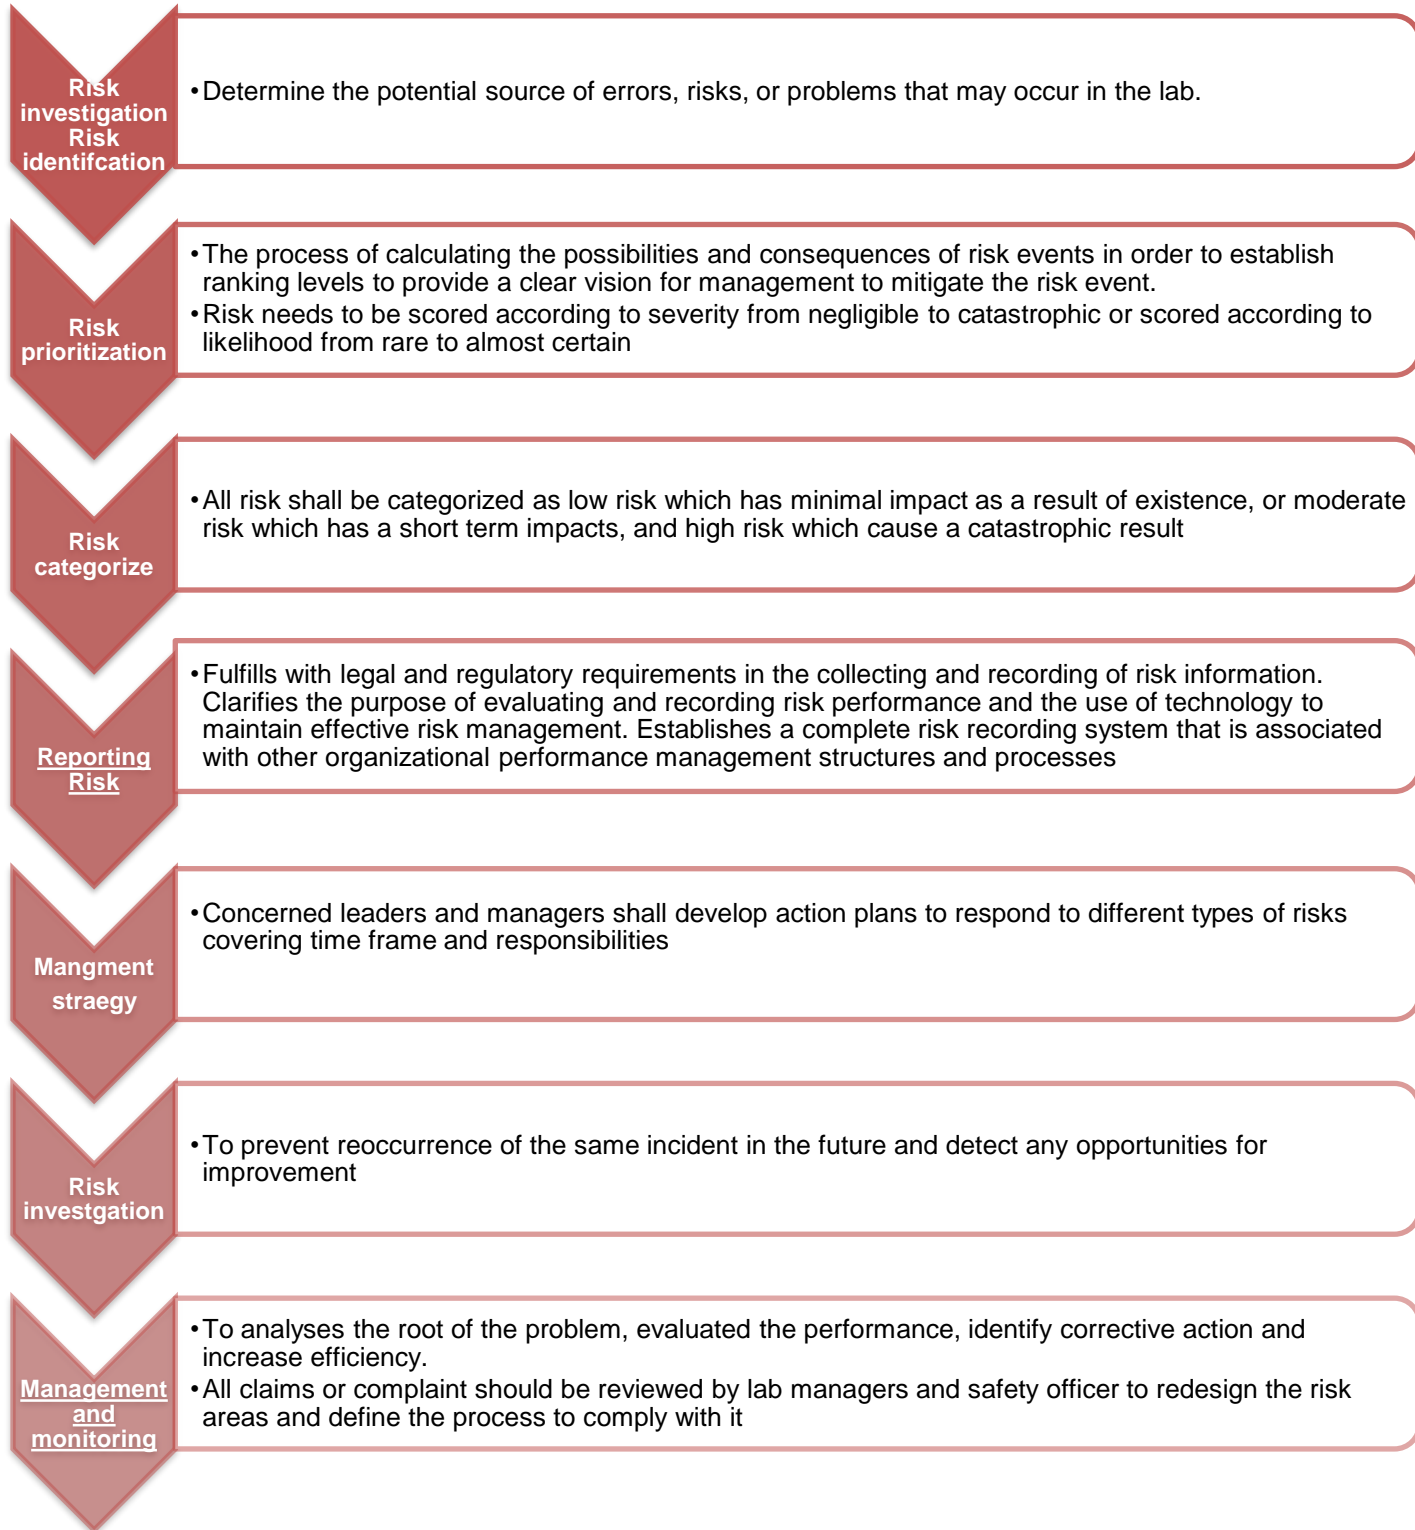 Risk
investigation
Risk
identifcation
•Determine the potential source of errors, risks, or problems that may occur in the lab.
Risk
prioritization
•The process of calculating the possibilities and consequences of risk events in order to establish
ranking levels to provide a clear vision for management to mitigate the risk event.
•Risk needs to be scored according to severity from negligible to catastrophic or scored according to
likelihood from rare to almost certain
Risk
categorize
•All risk shall be categorized as low risk which has minimal impact as a result of existence, or moderate
risk which has a short term impacts, and high risk which cause a catastrophic result
Reporting
Risk
•Fulfills with legal and regulatory requirements in the collecting and recording of risk information.
Clarifies the purpose of evaluating and recording risk performance and the use of technology to
maintain effective risk management. Establishes a complete risk recording system that is associated
with other organizational performance management structures and processes
Mangment
straegy
•Concerned leaders and managers shall develop action plans to respond to different types of risks
covering time frame and responsibilities
Risk
investgation
•To prevent reoccurrence of the same incident in the future and detect any opportunities for
improvement
Management
and
monitoring
•To analyses the root of the problem, evaluated the performance, identify corrective action and
increase efficiency.
•All claims or complaint should be reviewed by lab managers and safety officer to redesign the risk
areas and define the process to comply with it